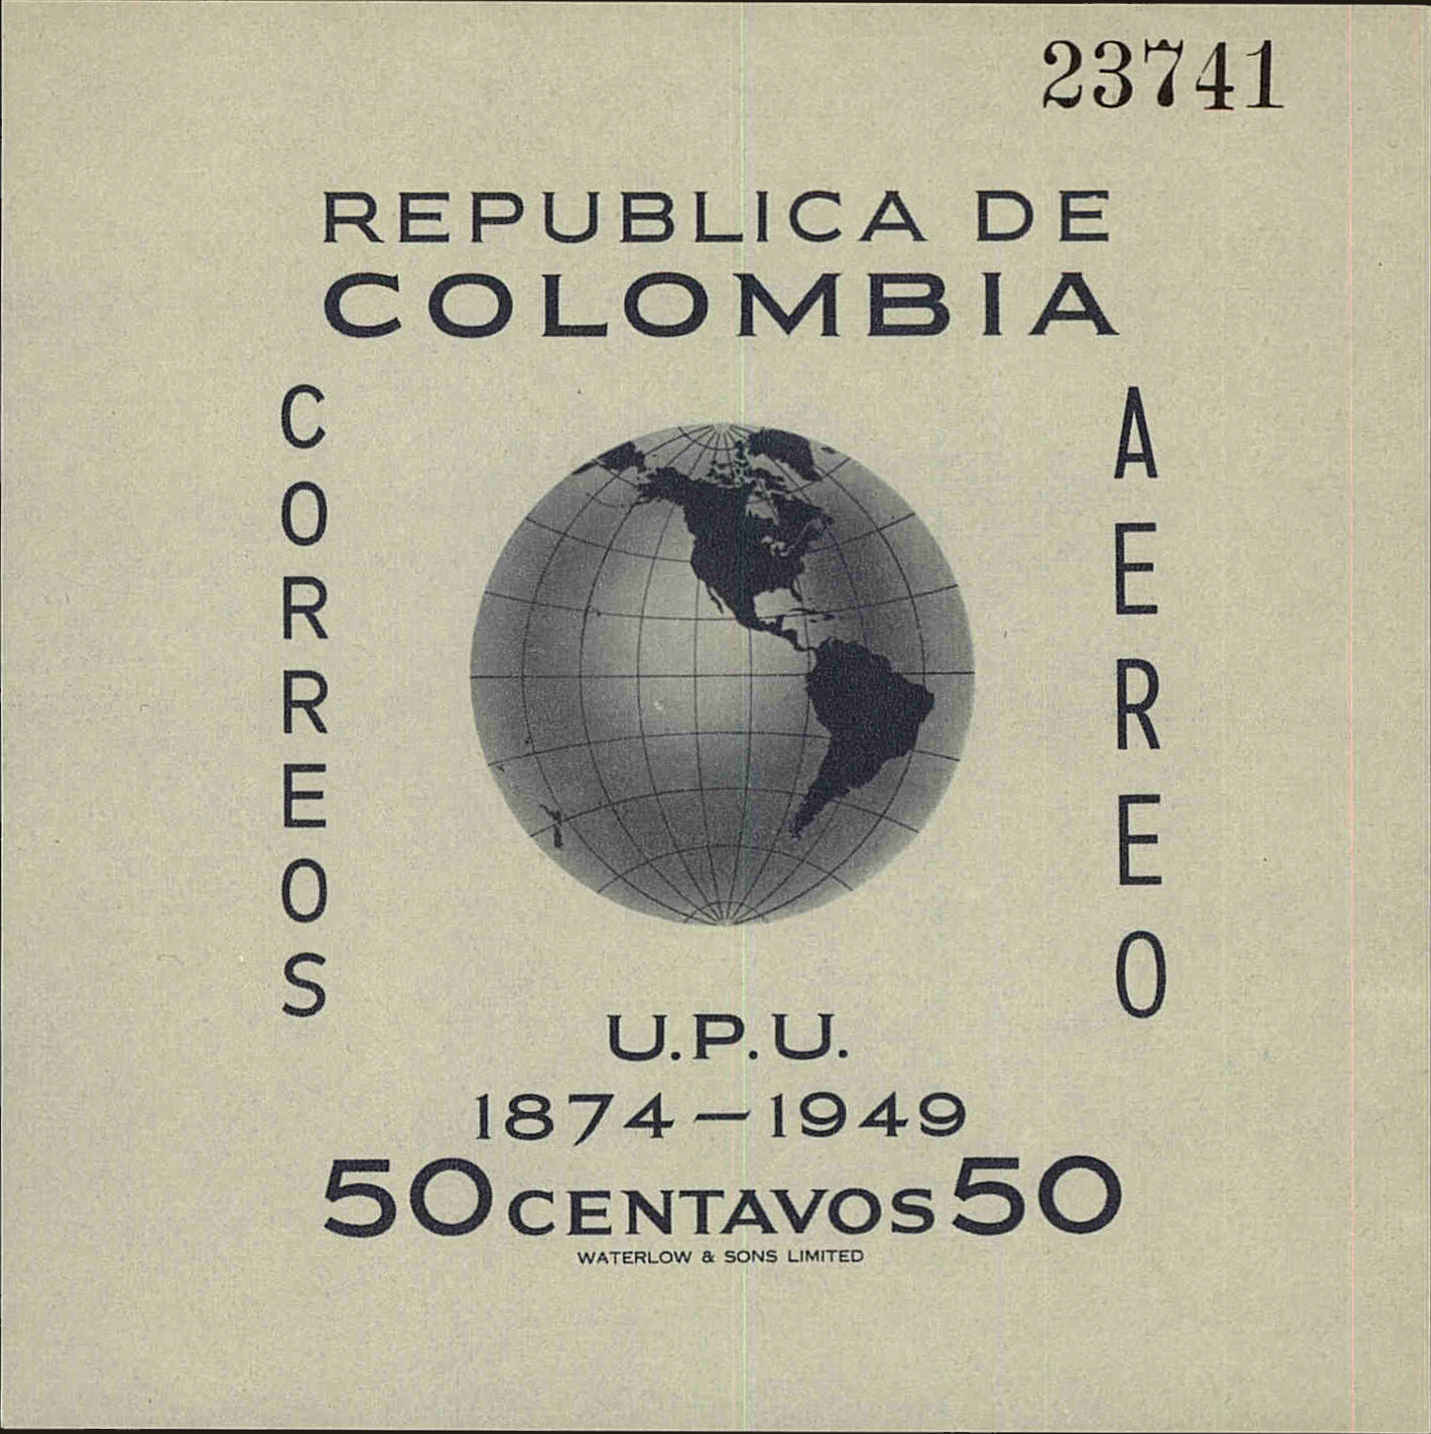 23741
REPUBLICA DE
COLOMBIA
CORREOS
AEREO
U.P.U.
1874-1949
50 CENTAVOS 50
WATERLOW & SONS LIMITED